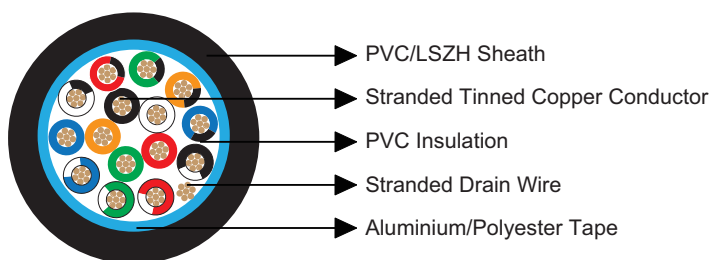 PVC/LSZH Sheath
Stranded Tinned Copper Conductor
PVC Insulation
Stranded Drain Wire
Aluminium/Polyester Tape